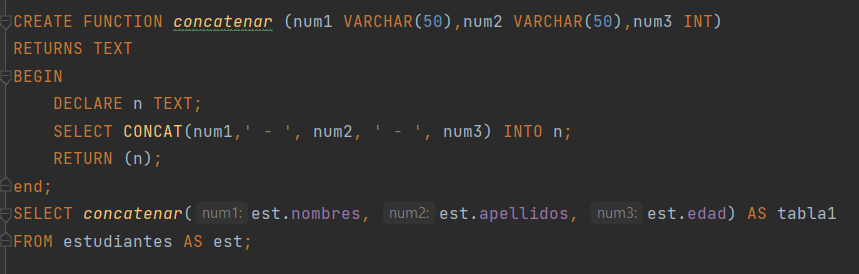 CREATE FUNCTION concatenar (num1 VARCHAR(50),num2 VARCHAR(50),num3 INT)
RETURNS TEXT
BEGIN
    DECLARE n TEXT;
    SELECT CONCAT(num1,' - ', num2, ' - ', num3) INTO n;
    RETURN (n);
end;
SELECT concatenar( num1: est.nombres, num2: est.apellidos, num3: est.edad) AS tabla1
FROM estudiantes AS est;